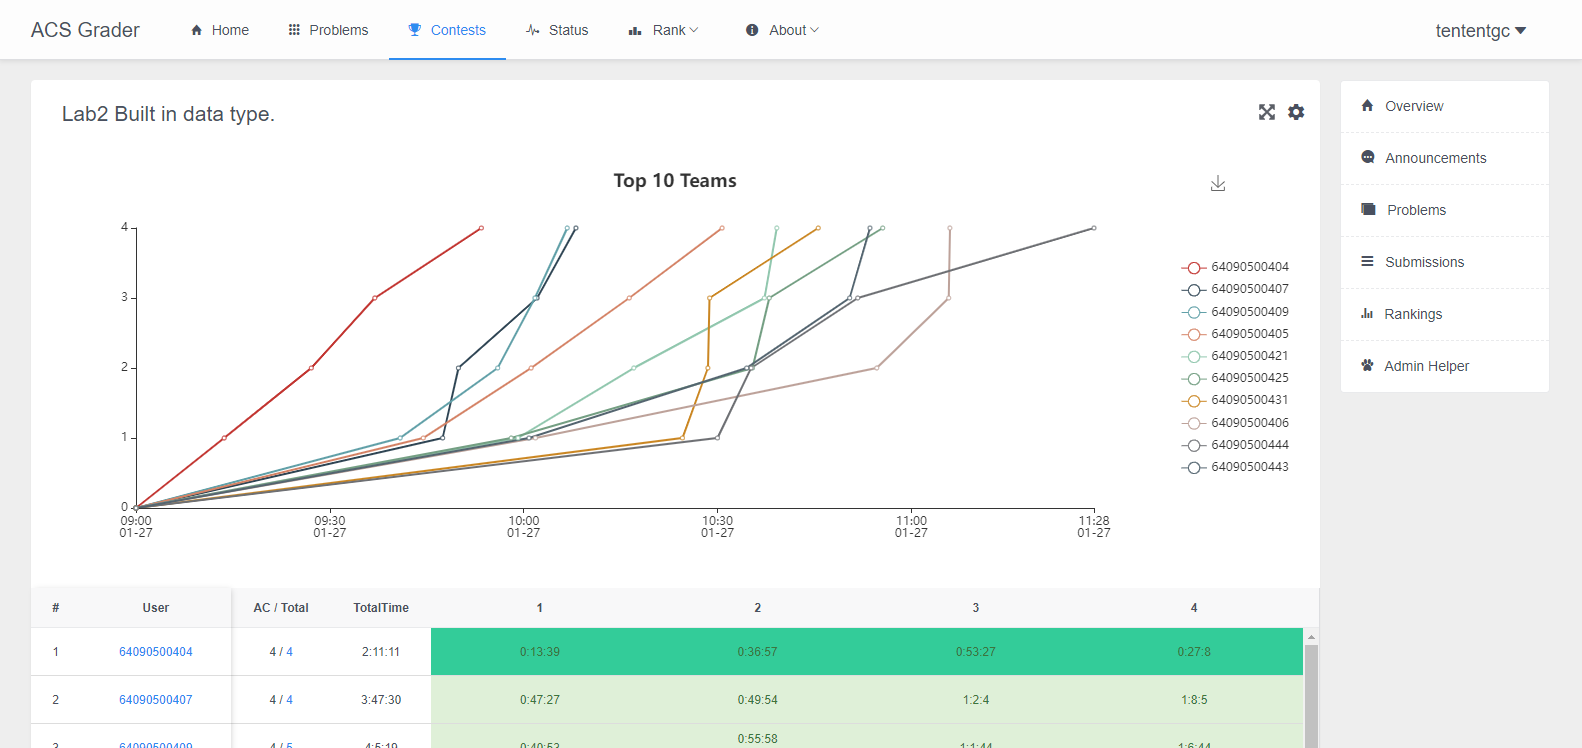 ACS Grader Home Problems Contests Status Rank About tententgc
Lab2 Built in data type.
Top 10 Teams
4
3
2
1
0
09:00 09:30 10:00 10:30 11:00 11:28
01-27 01-27 01-27 01-27 01-27 01-27
64090500404
64090500407
64090500409
64090500405
64090500421
64090500425
64090500431
64090500406
64090500444
64090500443
# User AC / Total TotalTime 1 2 3 4
1 64090500404 4 / 4 2:11:11 0:13:39 0:36:57 0:53:27 0:27:8
2 64090500407 4 / 4 3:47:30 0:47:27 0:49:54 1:2:4 1:8:5
0:55:58
3 64090500409 4 / 5 4:5:19 0:40:53 1:1:44 1:6:44
Overview
Announcements
Problems
Submissions
Rankings
Admin Helper